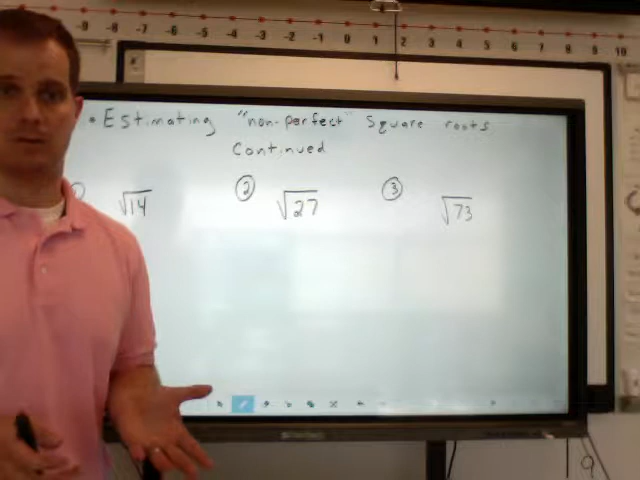 -9 -8 -7 -6 -5 -4 -3 -2 -1 0 1 2 3 4 5 6 7 8 9 10
• Estimating "non-perfect" Square roots
Continued
② ③
√14 √27 √73
9